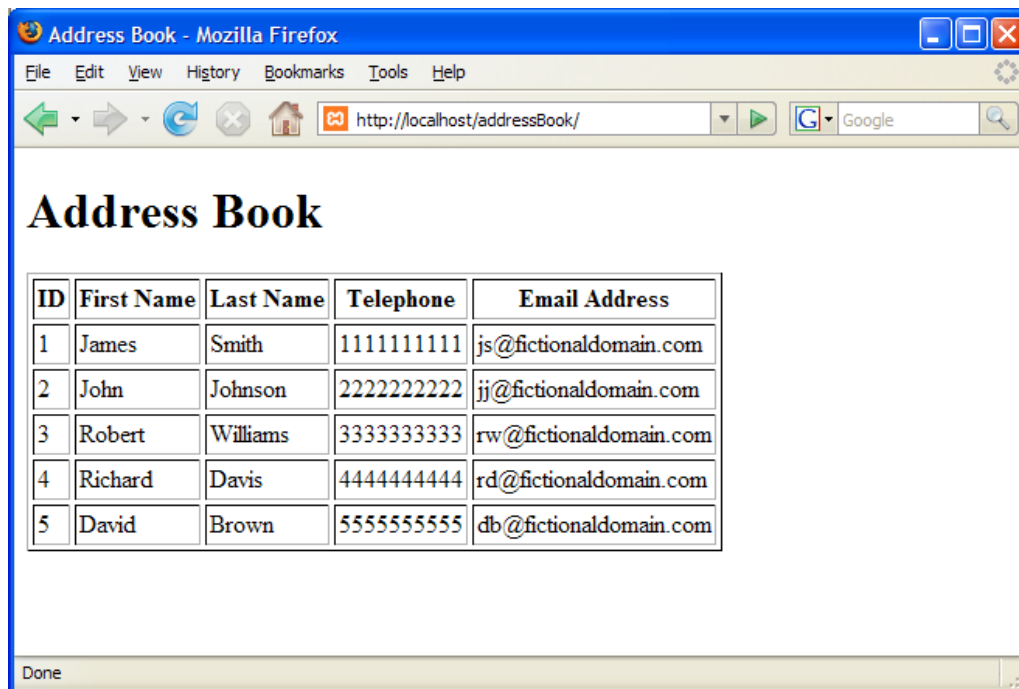 Address Book - Mozilla Firefox
File Edit View History Bookmarks Tools Help
http://localhost/addressBook/ G Google
Address Book
ID First Name Last Name Telephone Email Address
1 James Smith 1111111111 js@fictionaldomain.com
2 John Johnson 2222222222 jj@fictionaldomain.com
3 Robert Williams 3333333333 rw@fictionaldomain.com
4 Richard Davis 4444444444 rd@fictionaldomain.com
5 David Brown 5555555555 db@fictionaldomain.com
Done